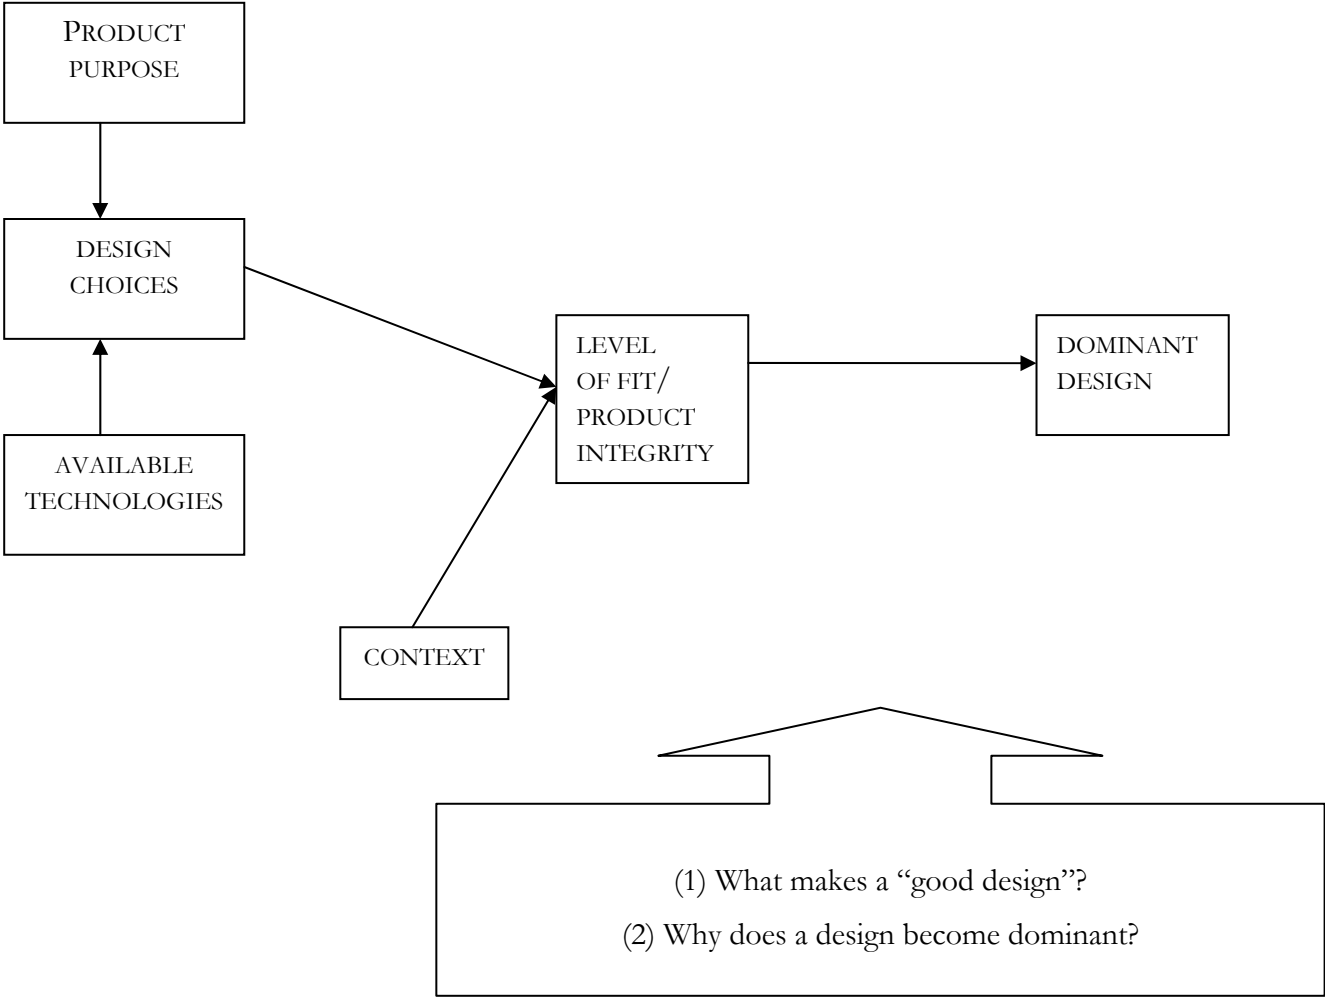 PRODUCT
PURPOSE
DESIGN
CHOICES
AVAILABLE
TECHNOLOGIES
LEVEL
OF FIT/
PRODUCT
INTEGRITY
DOMINANT
DESIGN
CONTEXT
(1) What makes a “good design”?
(2) Why does a design become dominant?